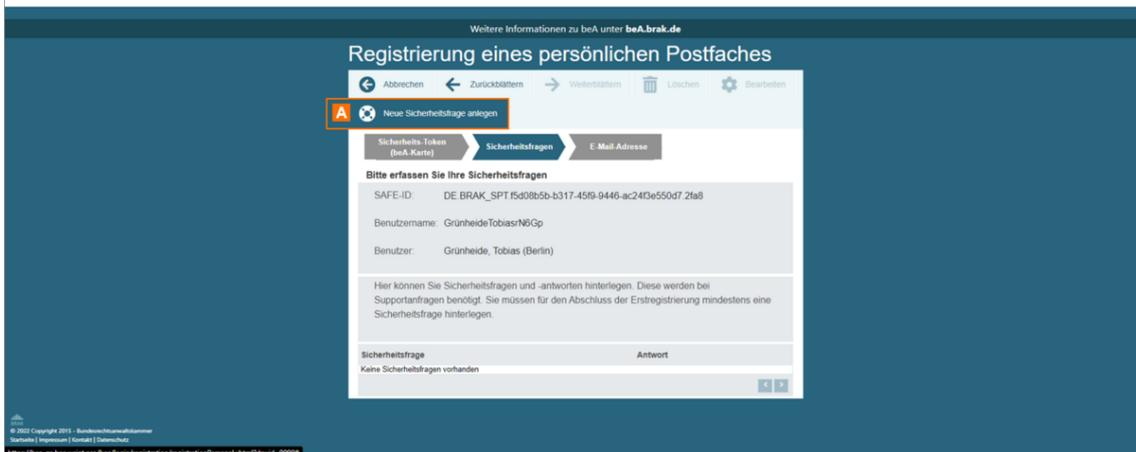 Weitere Informationen zu beA unter beA.brak.de
Registrierung eines persönlichen Postfaches
Abbrechen Zurückblättern Weiterblättern Löschen Bearbeiten
A Neue Sicherheitsfrage anlegen
Sicherheits-Token
(beA-Karte) Sicherheitsfragen E-Mail-Adresse
Bitte erfassen Sie Ihre Sicherheitsfragen
SAFE-ID: DE.BRAK_SPT.f5d08b5b-b317-45f9-9446-ac24f3e550d7.2fa8
Benutzername: GrünheideTobiasrN6Gp
Benutzer: Grünheide, Tobias (Berlin)
Hier können Sie Sicherheitsfragen und -antworten hinterlegen. Diese werden bei
Supportanfragen benötigt. Sie müssen für den Abschluss der Erstregistrierung mindestens eine
Sicherheitsfrage hinterlegen.
Sicherheitsfrage Antwort
Keine Sicherheitsfragen vorhanden
© 2022 Copyright 2015 - Bundesrechtsanwaltskammer
Startseite | Impressum | Kontakt | Datenschutz